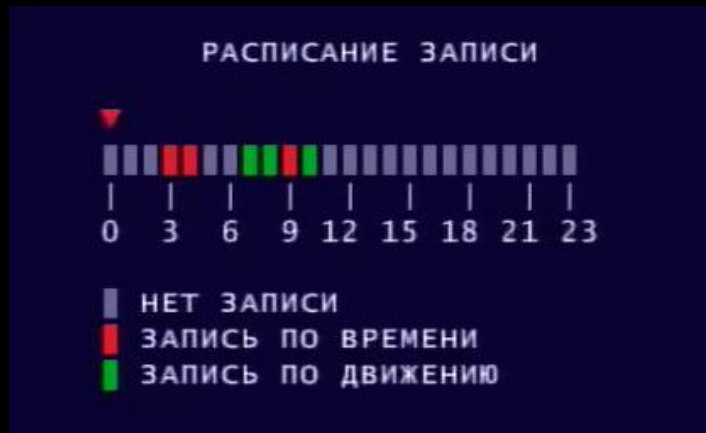 РАСПИСАНИЕ ЗАПИСИ
0 3 6 9 12 15 18 21 23
НЕТ ЗАПИСИ
ЗАПИСЬ ПО ВРЕМЕНИ
ЗАПИСЬ ПО ДВИЖЕНИЮ